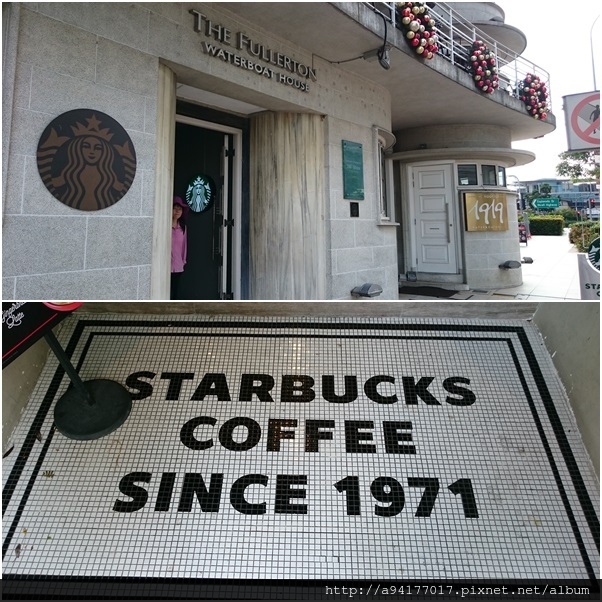 THE FULLERTON
WATERBOAT HOUSE
1919
STARBUCKS
COFFEE
SINCE 1971
http://a94177017.pixnet.net/album